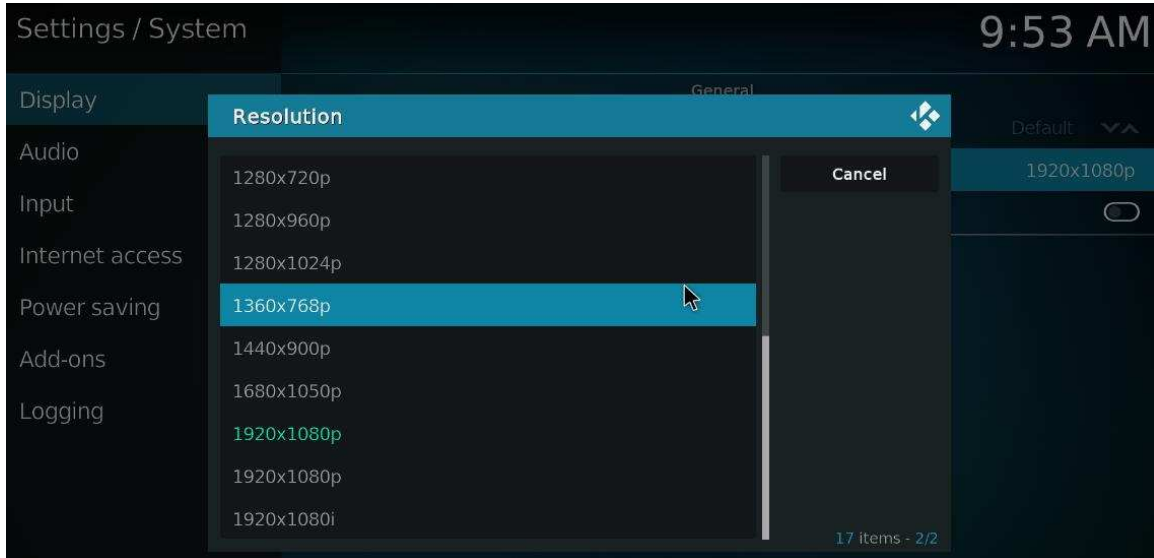 Settings / System
9:53 AM
Display
Audio
Input
Internet access
Power saving
Add-ons
Logging
General
Default
1920x1080p
Resolution
1280x720p
1280x960p
1280x1024p
1360x768p
1440x900p
1680x1050p
1920x1080p
1920x1080p
1920x1080i
Cancel
17 items - 2/2